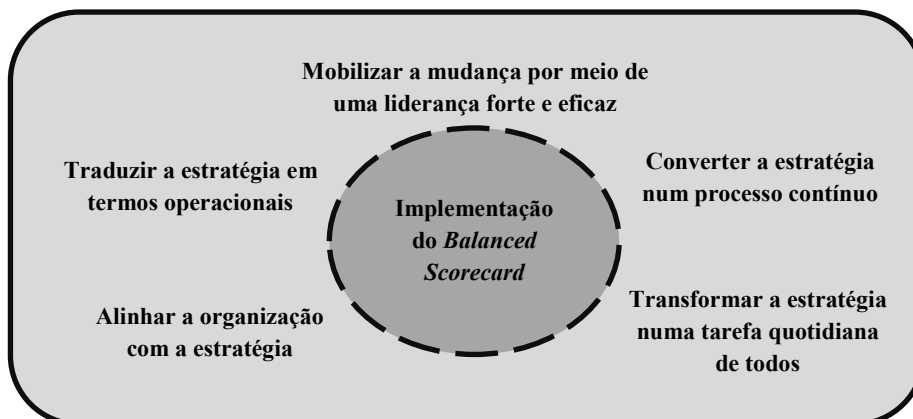 Mobilizar a mudança por meio de
uma liderança forte e eficaz
Traduzir a estratégia em
termos operacionais
Converter a estratégia
num processo contínuo
Implementação
do Balanced
Scorecard
Alinhar a organização
com a estratégia
Transformar a estratégia
numa tarefa quotidiana
de todos